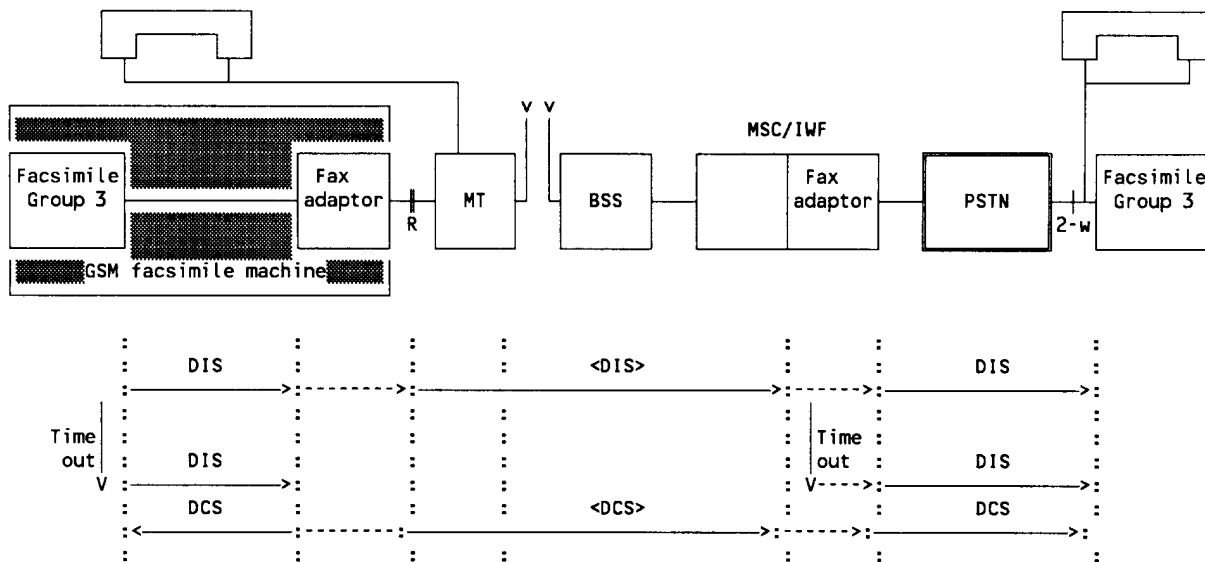 MSC/IWF
Facsimile
Group 3
Fax
adaptor
R
MT
BSS
Fax
adaptor
PSTN
2-w
Facsimile
Group 3
GSM facsimile machine
DIS
<DIS>
DIS
Time
out
Time
out
DIS
DIS
DCS
<DCS>
DCS